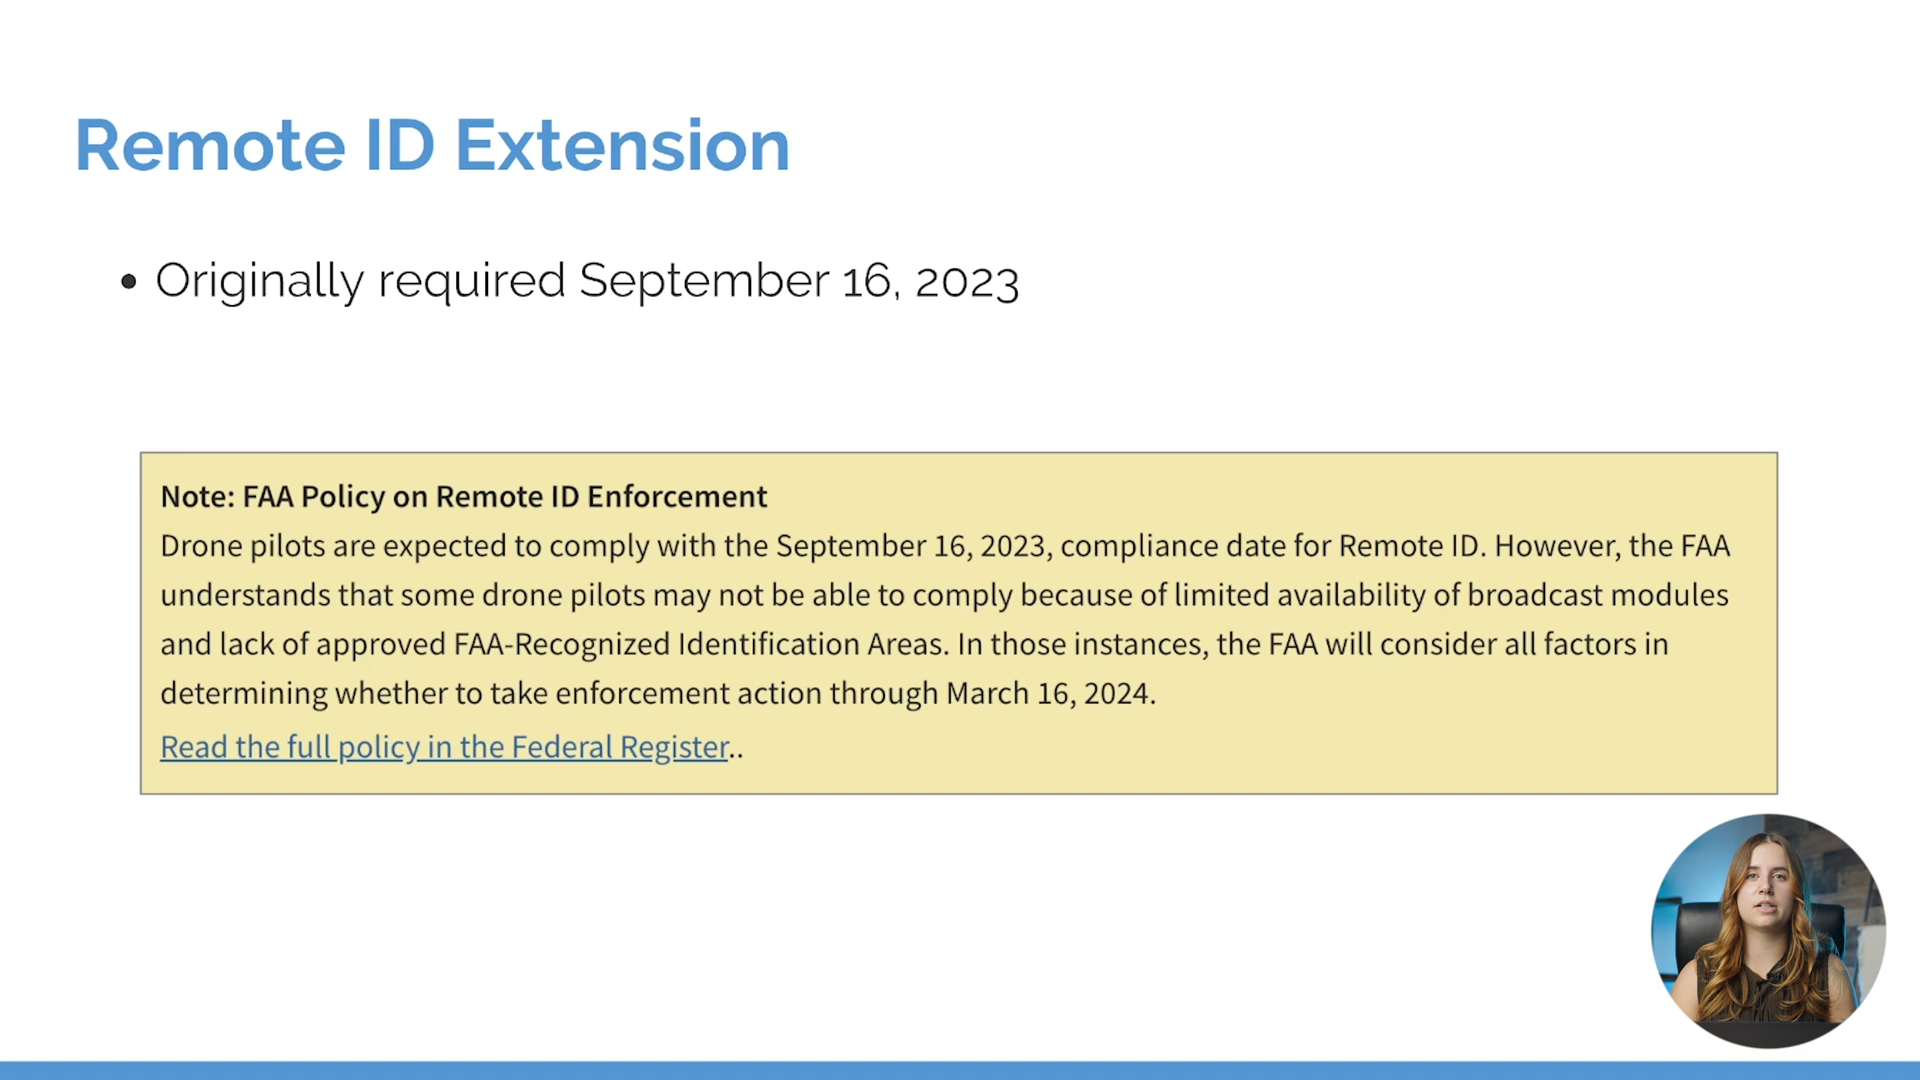 Remote ID Extension
• Originally required September 16, 2023
Note: FAA Policy on Remote ID Enforcement
Drone pilots are expected to comply with the September 16, 2023, compliance date for Remote ID. However, the FAA
understands that some drone pilots may not be able to comply because of limited availability of broadcast modules
and lack of approved FAA-Recognized Identification Areas. In those instances, the FAA will consider all factors in
determining whether to take enforcement action through March 16, 2024.
Read the full policy in the Federal Register..